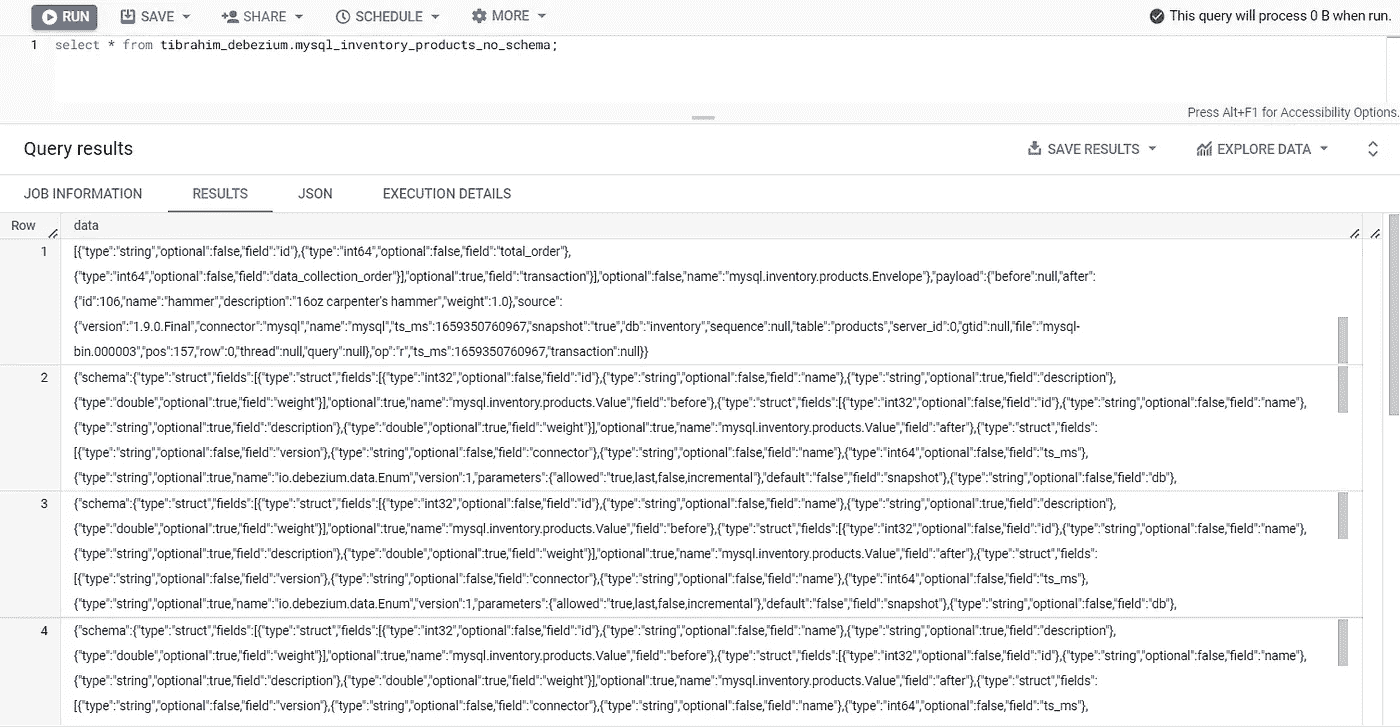 RUN SAVE SHARE SCHEDULE MORE This query will process 0 B when run.
1 select * from tibrahim_debezium.mysql_inventory_products_no_schema;
Press Alt+F1 for Accessibility Options.
Query results SAVE RESULTS EXPLORE DATA
JOB INFORMATION RESULTS JSON EXECUTION DETAILS
Row data
1 [{"type":"string","optional":false,"field":"id"},{"type":"int64","optional":false,"field":"total_order"},
{"type":"int64","optional":false,"field":"data_collection_order"}],"optional":true,"field":"transaction"}],"optional":false,"name":"mysql.inventory.products.Envelope"},"payload":{"before":null,"after":
{"id":106,"name":"hammer","description":"16oz carpenter's hammer","weight":1.0},"source":
{"version":"1.9.0.Final","connector":"mysql","name":"mysql","ts_ms":1659350760967,"snapshot":"true","db":"inventory","sequence":null,"table":"products","server_id":0,"gtid":null,"file":"mysql-
bin.000003","pos":157,"row":0,"thread":null,"query":null},"op":"r","ts_ms":1659350760967,"transaction":null}}
2 {"schema":{"type":"struct","fields":[{"type":"struct","fields":[{"type":"int32","optional":false,"field":"id"},{"type":"string","optional":false,"field":"name"},{"type":"string","optional":true,"field":"description"},
{"type":"double","optional":true,"field":"weight"}],"optional":true,"name":"mysql.inventory.products.Value","field":"before"},{"type":"struct","fields":[{"type":"int32","optional":false,"field":"id"},{"type":"string","optional":false,"field":"name"},
{"type":"string","optional":true,"field":"description"},{"type":"double","optional":true,"field":"weight"}],"optional":true,"name":"mysql.inventory.products.Value","field":"after"},{"type":"struct","fields":
[{"type":"string","optional":false,"field":"version"},{"type":"string","optional":false,"field":"connector"},{"type":"string","optional":false,"field":"name"},{"type":"int64","optional":false,"field":"ts_ms"},
{"type":"string","optional":true,"name":"io.debezium.data.Enum","version":1,"parameters":{"allowed":"true,last,false,incremental"},"default":"false","field":"snapshot"},{"type":"string","optional":false,"field":"db"},
3 {"schema":{"type":"struct","fields":[{"type":"struct","fields":[{"type":"int32","optional":false,"field":"id"},{"type":"string","optional":false,"field":"name"},{"type":"string","optional":true,"field":"description"},
{"type":"double","optional":true,"field":"weight"}],"optional":true,"name":"mysql.inventory.products.Value","field":"before"},{"type":"struct","fields":[{"type":"int32","optional":false,"field":"id"},{"type":"string","optional":false,"field":"name"},
{"type":"string","optional":true,"field":"description"},{"type":"double","optional":true,"field":"weight"}],"optional":true,"name":"mysql.inventory.products.Value","field":"after"},{"type":"struct","fields":
[{"type":"string","optional":false,"field":"version"},{"type":"string","optional":false,"field":"connector"},{"type":"string","optional":false,"field":"name"},{"type":"int64","optional":false,"field":"ts_ms"},
{"type":"string","optional":true,"name":"io.debezium.data.Enum","version":1,"parameters":{"allowed":"true,last,false,incremental"},"default":"false","field":"snapshot"},{"type":"string","optional":false,"field":"db"},
4 {"schema":{"type":"struct","fields":[{"type":"struct","fields":[{"type":"int32","optional":false,"field":"id"},{"type":"string","optional":false,"field":"name"},{"type":"string","optional":true,"field":"description"},
{"type":"double","optional":true,"field":"weight"}],"optional":true,"name":"mysql.inventory.products.Value","field":"before"},{"type":"struct","fields":[{"type":"int32","optional":false,"field":"id"},{"type":"string","optional":false,"field":"name"},
{"type":"string","optional":true,"field":"description"},{"type":"double","optional":true,"field":"weight"}],"optional":true,"name":"mysql.inventory.products.Value","field":"after"},{"type":"struct","fields":
[{"type":"string","optional":false,"field":"version"},{"type":"string","optional":false,"field":"connector"},{"type":"string","optional":false,"field":"name"},{"type":"int64","optional":false,"field":"ts_ms"},